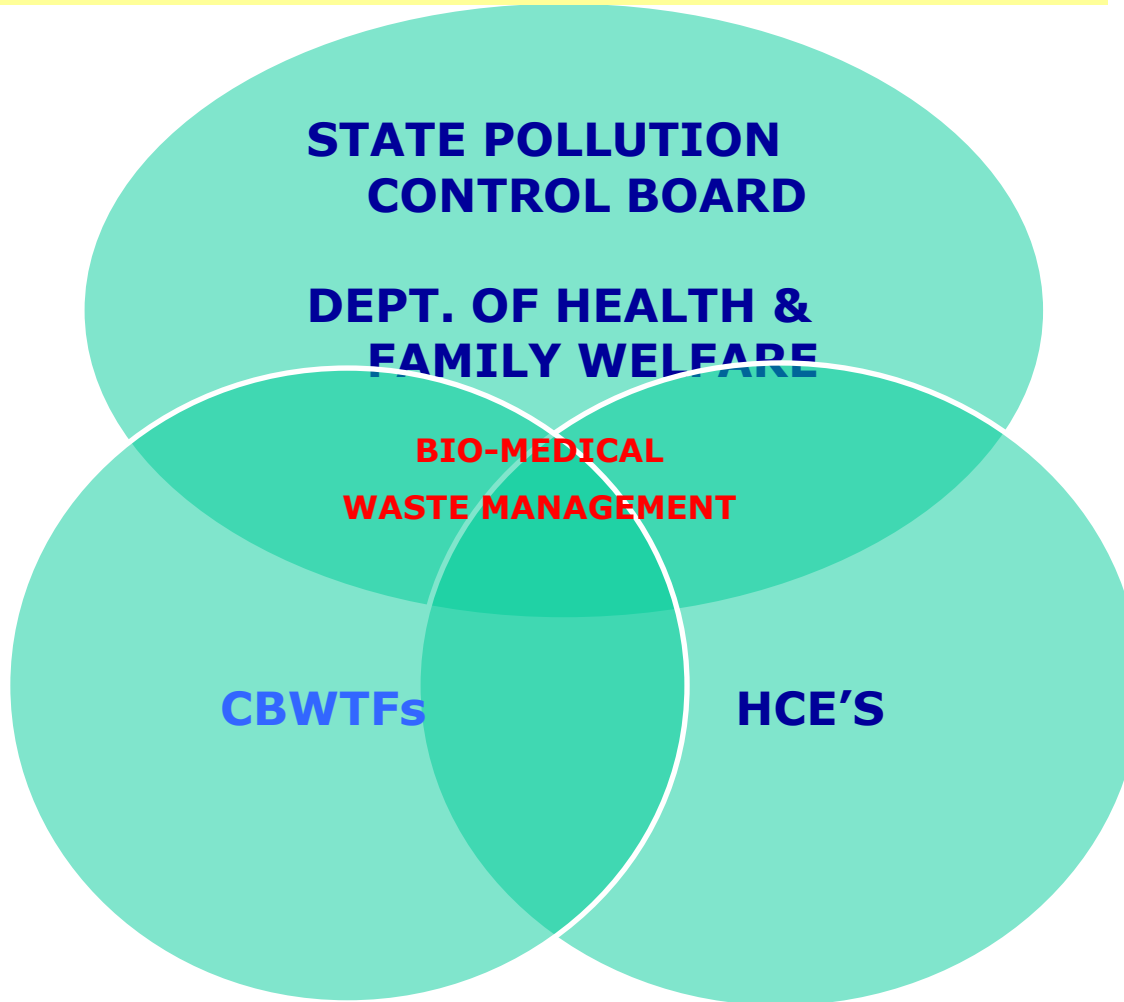 STATE POLLUTION
CONTROL BOARD
DEPT. OF HEALTH &
FAMILY WELFARE
BIO-MEDICAL
WASTE MANAGEMENT
CBWTFs
HCE’S